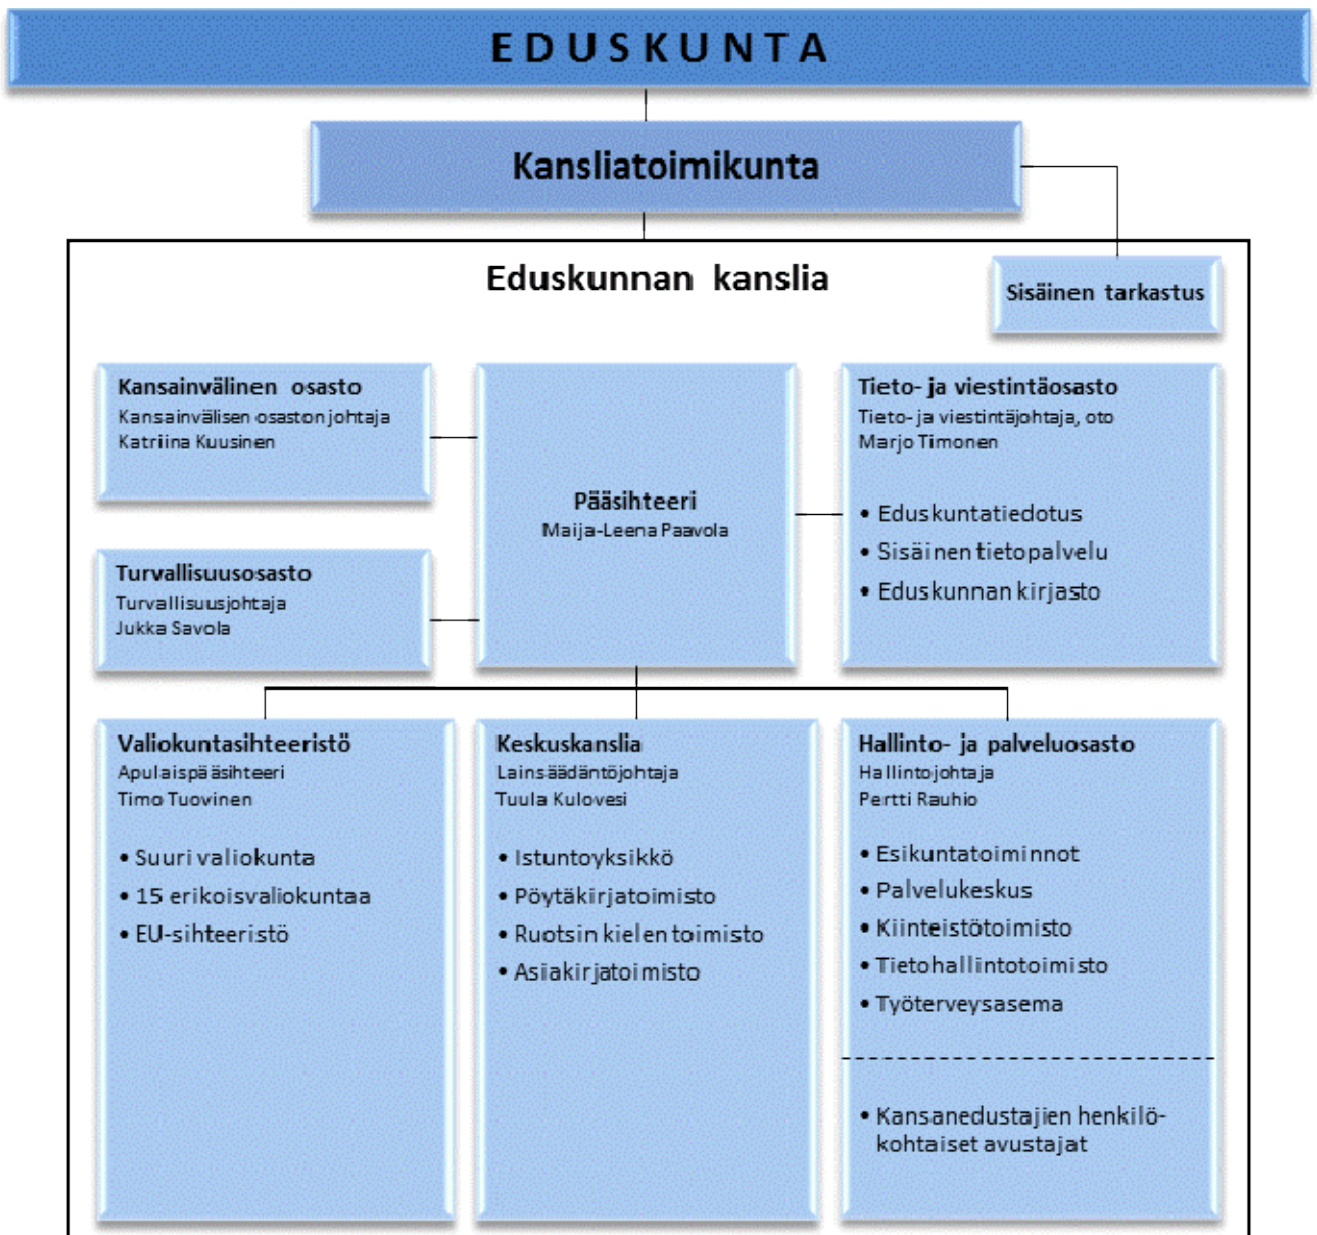 EDUSKUNTA
Kansliatoimikunta
Eduskunnan kanslia
Sisäinen tarkastus
Kansainvälinen osasto
Kansainvälisen osaston johtaja
Katriina Kuusinen
Turvallisuusosasto
Turvallisuusjohtaja
Jukka Savola
Pääsihteeri
Maija-Leena Paavola
Tieto- ja viestintäosasto
Tieto- ja viestintäjohtaja, oto
Marjo Timonen
• Eduskuntatiedotus
• Sisäinen tietopalvelu
• Eduskunnan kirjasto
Valiokuntasihteeristö
Apulaispääsihteeri
Timo Tuovinen
• Suuri valiokunta
• 15 erikoisvaliokuntaa
• EU-sihteeristö
Keskuskanslia
Lainsäädäntöjohtaja
Tuula Kulovesi
• Istuntoyksikkö
• Pöytäkirjatoimisto
• Ruotsin kielen toimisto
• Asiakirjatoimisto
Hallinto- ja palveluosasto
Hallintojohtaja
Pertti Rauhio
• Esikuntatoiminnot
• Palvelukeskus
• Kiinteistötoimisto
• Tietohallintotoimisto
• Työterveysasema
• Kansanedustajien henkilö-
kohtaiset avustajat